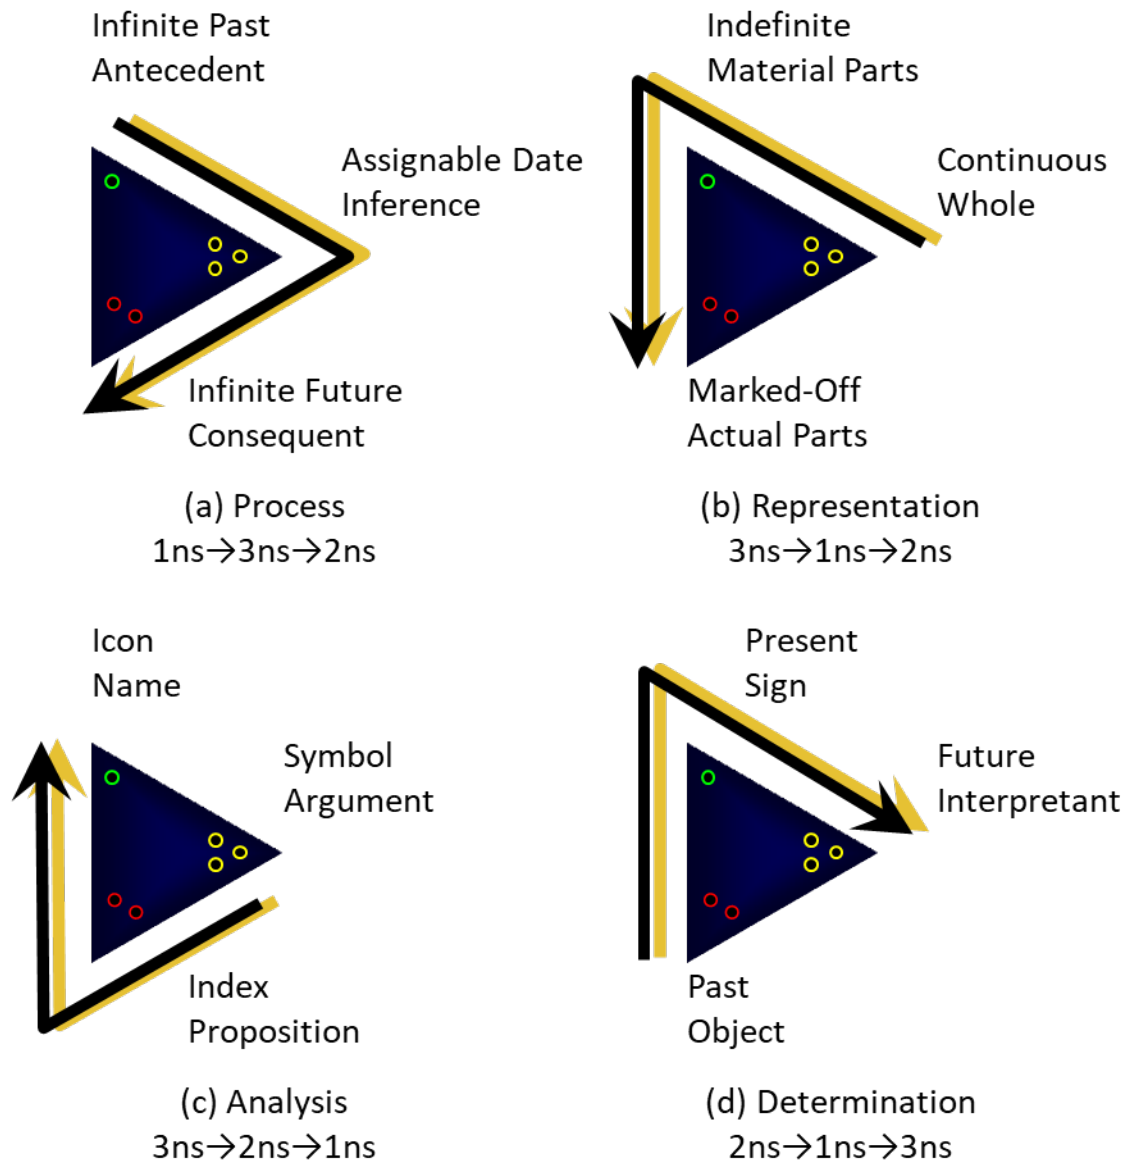 Infinite Past
Antecedent
Assignable Date
Inference
Infinite Future
Consequent
(a) Process
1ns→3ns→2ns
Indefinite
Material Parts
Continuous
Whole
Marked-Off
Actual Parts
(b) Representation
3ns→1ns→2ns
Icon
Name
Symbol
Argument
Index
Proposition
(c) Analysis
3ns→2ns→1ns
Present
Sign
Future
Interpretant
Past
Object
(d) Determination
2ns→1ns→3ns